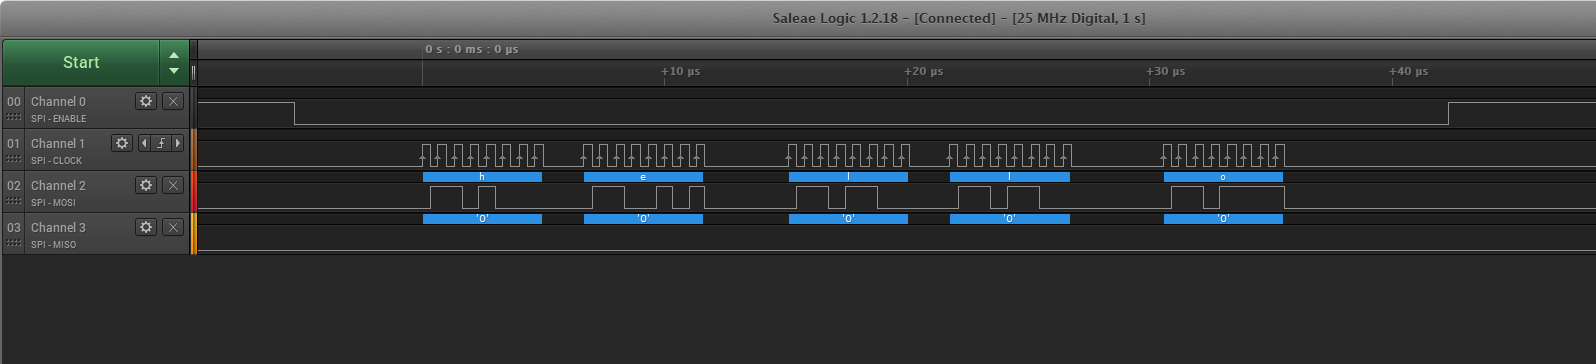 Saleae Logic 1.2.18 - [Connected] - [25 MHz Digital, 1 s]
Start
0 s : 0 ms : 0 µs
+10 µs +20 µs +30 µs +40 µs
00 Channel 0
SPI - ENABLE
01 Channel 1
SPI - CLOCK
h e l l o
02 Channel 2
SPI - MOSI
'0' '0' '0' '0' '0'
03 Channel 3
SPI - MISO